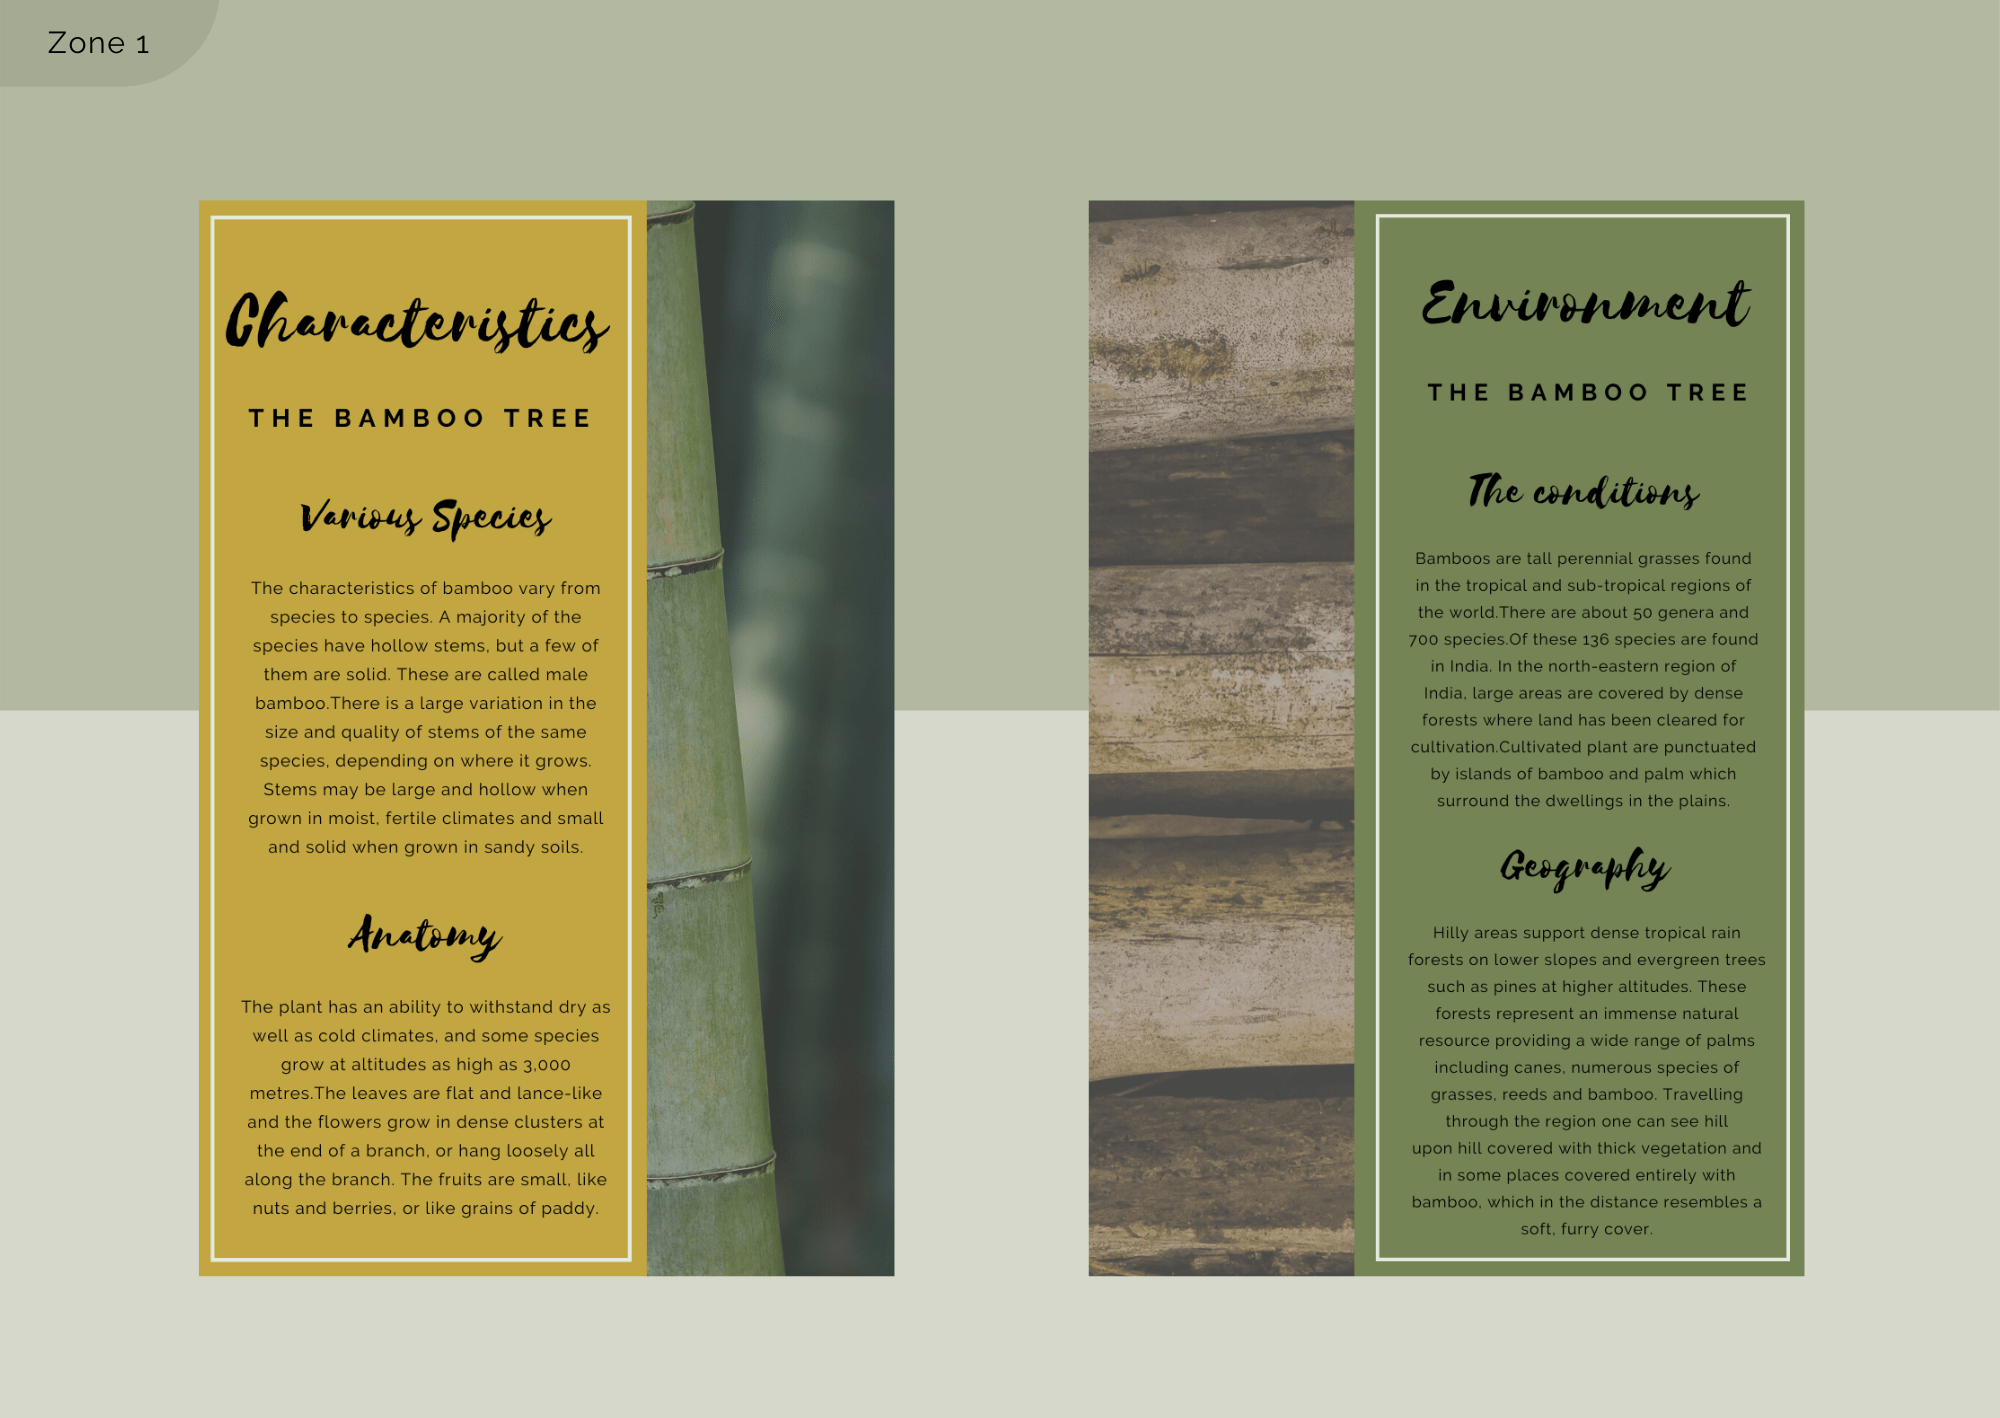 Zone 1
Characteristics
THE BAMBOO TREE
Various Species
The characteristics of bamboo vary from
species to species. A majority of the
species have hollow stems, but a few of
them are solid. These are called male
bamboo.There is a large variation in the
size and quality of stems of the same
species, depending on where it grows.
Stems may be large and hollow when
grown in moist, fertile climates and small
and solid when grown in sandy soils.
Anatomy
The plant has an ability to withstand dry as
well as cold climates, and some species
grow at altitudes as high as 3,000
metres.The leaves are flat and lance-like
and the flowers grow in dense clusters at
the end of a branch, or hang loosely all
along the branch. The fruits are small, like
nuts and berries, or like grains of paddy.
Environment
THE BAMBOO TREE
The conditions
Bamboos are tall perennial grasses found
in the tropical and sub-tropical regions of
the world.There are about 50 genera and
700 species.Of these 136 species are found
in India. In the north-eastern region of
India, large areas are covered by dense
forests where land has been cleared for
cultivation.Cultivated plant are punctuated
by islands of bamboo and palm which
surround the dwellings in the plains.
Geography
Hilly areas support dense tropical rain
forests on lower slopes and evergreen trees
such as pines at higher altitudes. These
forests represent an immense natural
resource providing a wide range of palms
including canes, numerous species of
grasses, reeds and bamboo. Travelling
through the region one can see hill
upon hill covered with thick vegetation and
in some places covered entirely with
bamboo, which in the distance resembles a
soft, furry cover.